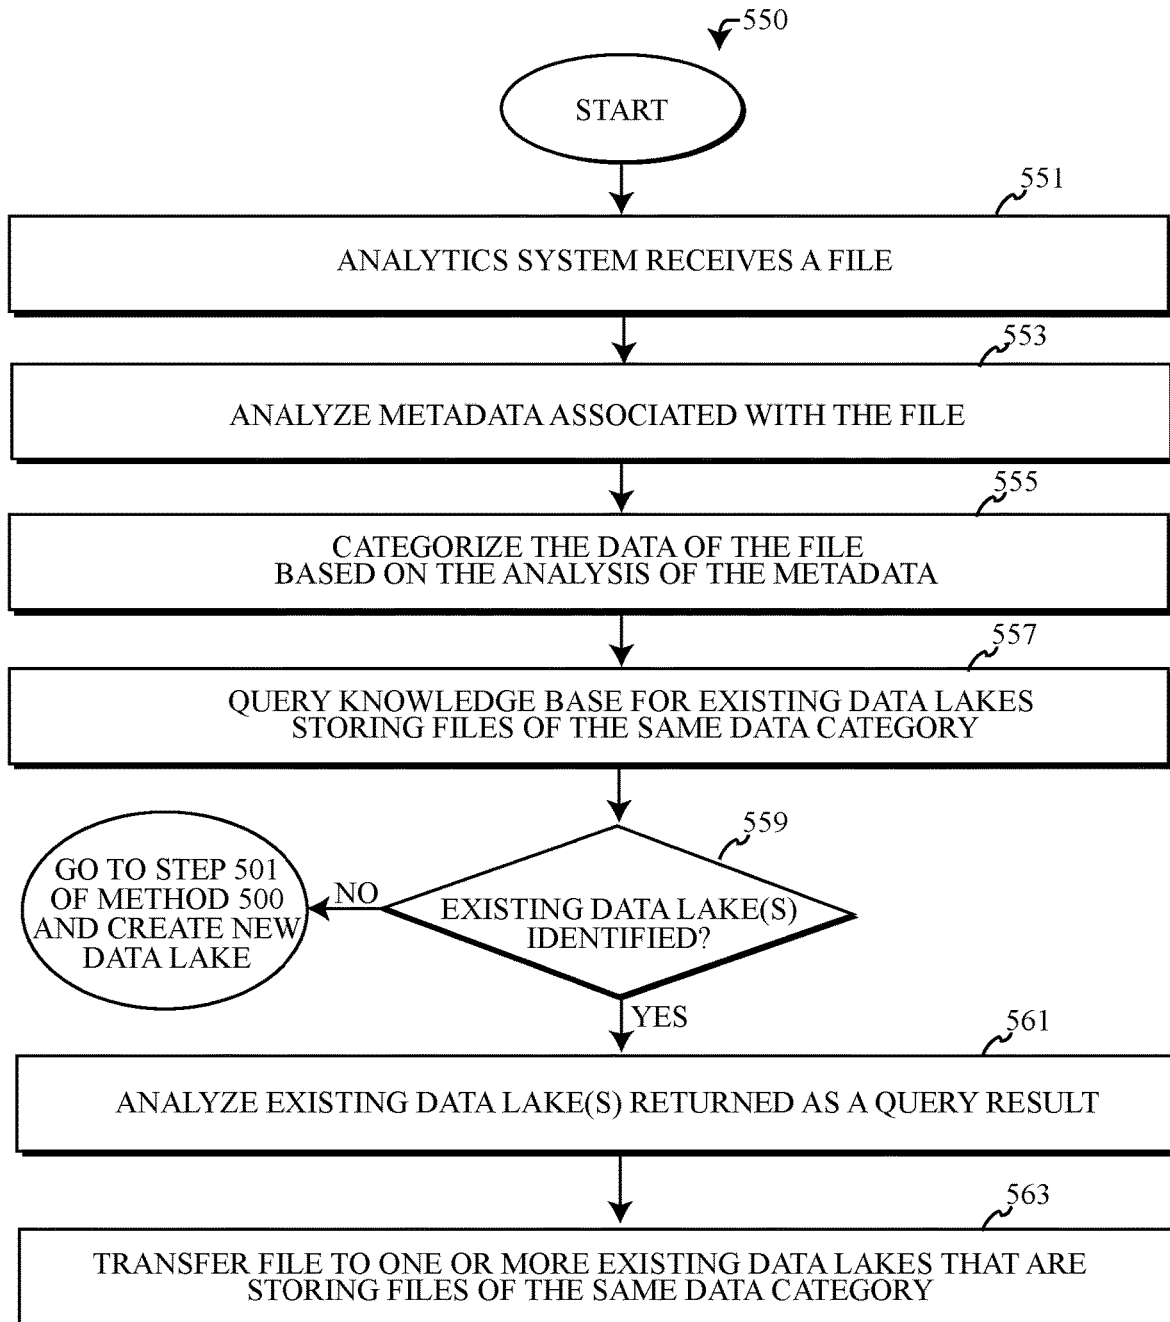 550
START
551
ANALYTICS SYSTEM RECEIVES A FILE
553
ANALYZE METADATA ASSOCIATED WITH THE FILE
555
CATEGORIZE THE DATA OF THE FILE
BASED ON THE ANALYSIS OF THE METADATA
557
QUERY KNOWLEDGE BASE FOR EXISTING DATA LAKES
STORING FILES OF THE SAME DATA CATEGORY
559
EXISTING DATA LAKE(S)
IDENTIFIED?
NO
GO TO STEP 501
OF METHOD 500
AND CREATE NEW
DATA LAKE
YES
561
ANALYZE EXISTING DATA LAKE(S) RETURNED AS A QUERY RESULT
563
TRANSFER FILE TO ONE OR MORE EXISTING DATA LAKES THAT ARE
STORING FILES OF THE SAME DATA CATEGORY